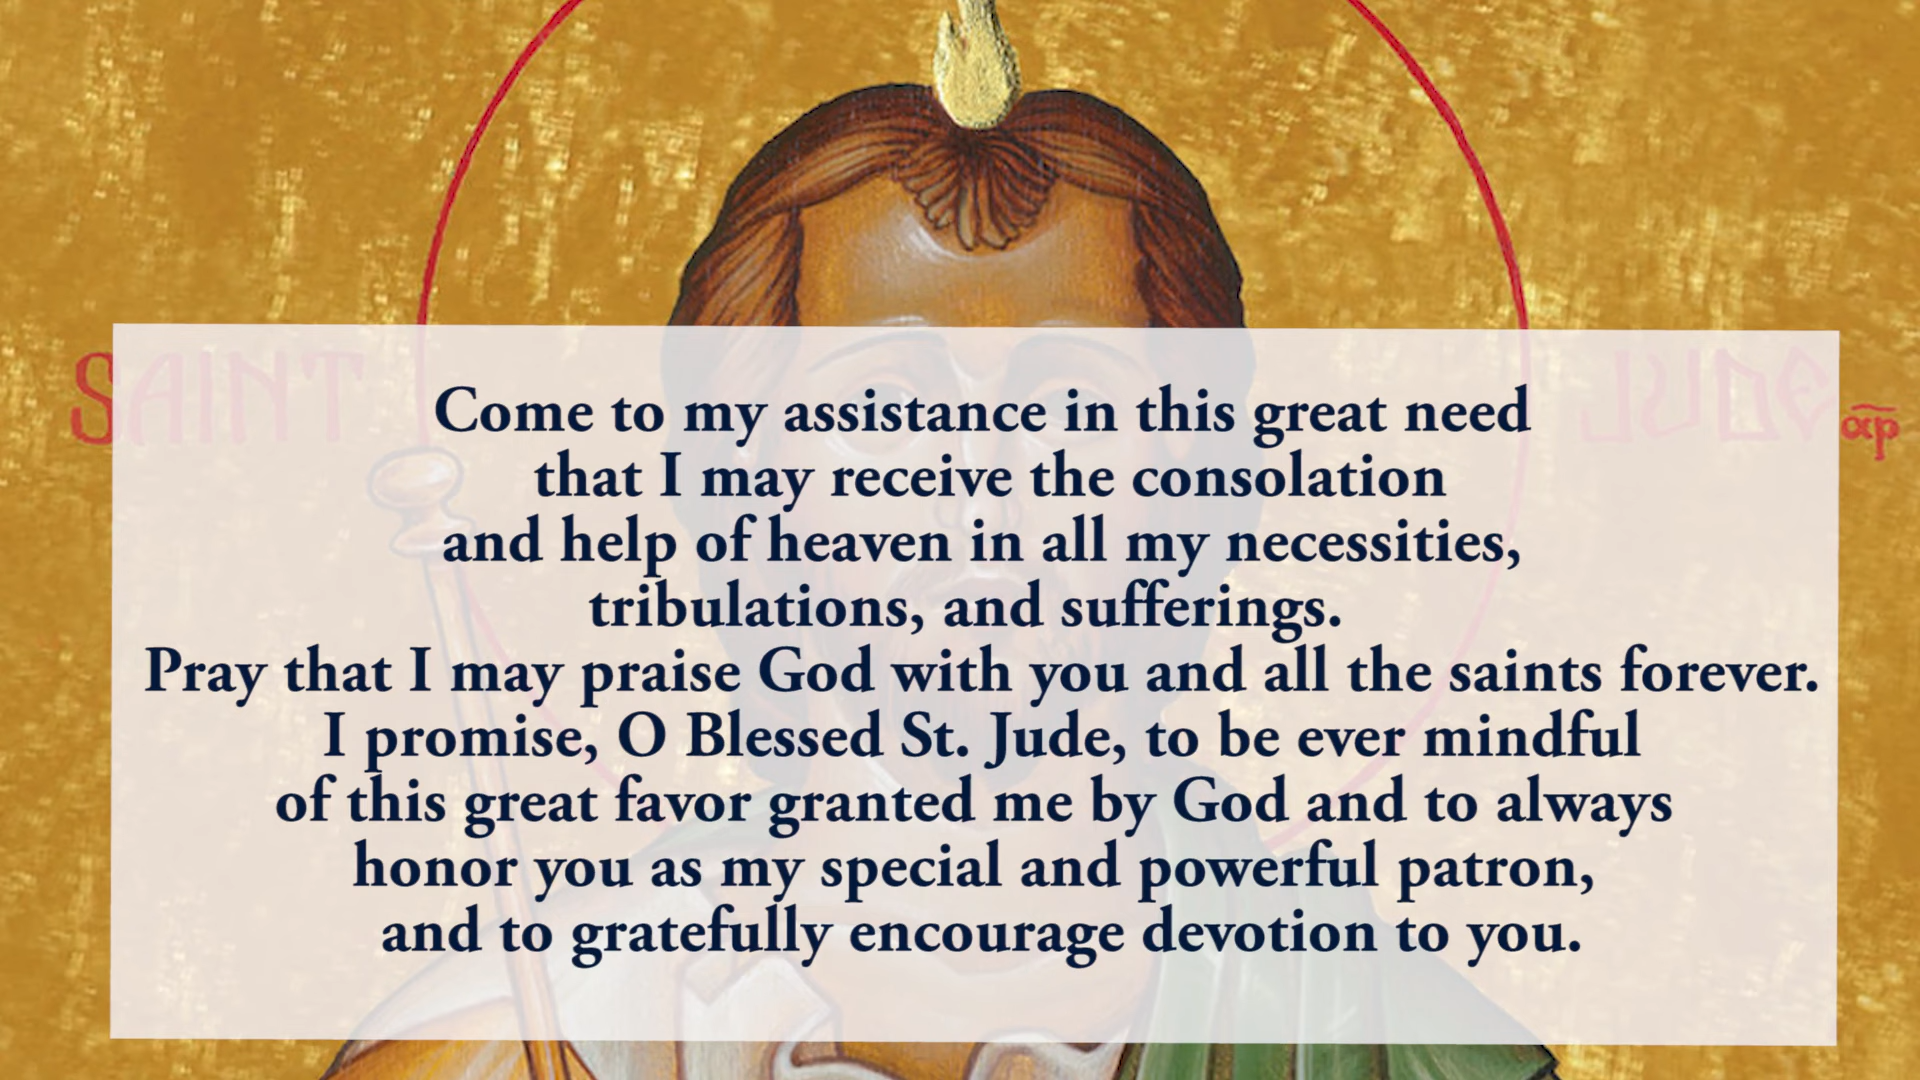 SAINT JUDE αρ
Come to my assistance in this great need
that I may receive the consolation
and help of heaven in all my necessities,
tribulations, and sufferings.
Pray that I may praise God with you and all the saints forever.
I promise, O Blessed St. Jude, to be ever mindful
of this great favor granted me by God and to always
honor you as my special and powerful patron,
and to gratefully encourage devotion to you.